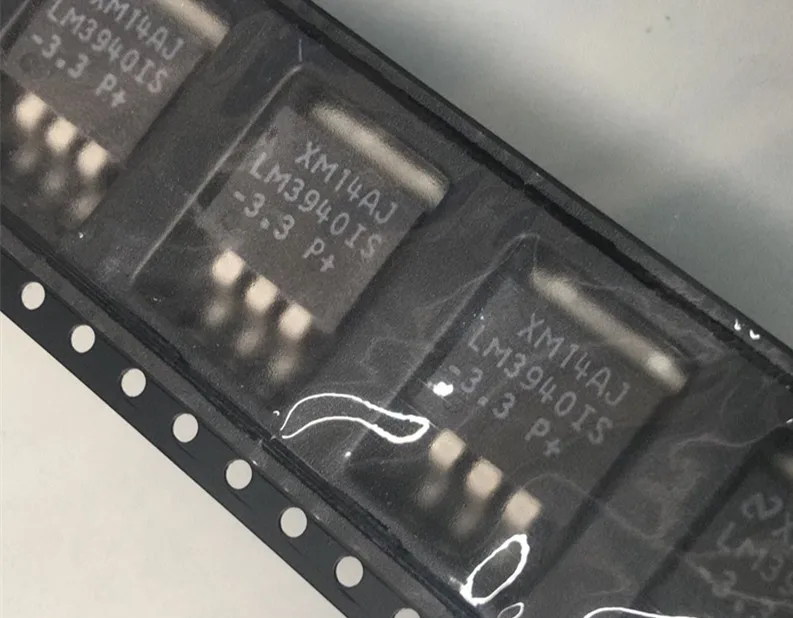 XM14AJ
LM3940IS
-3.3 P+
XM14AJ
LM3940IS
-3.3 P+
XM14AJ
LM3940IS
-3.3 P+